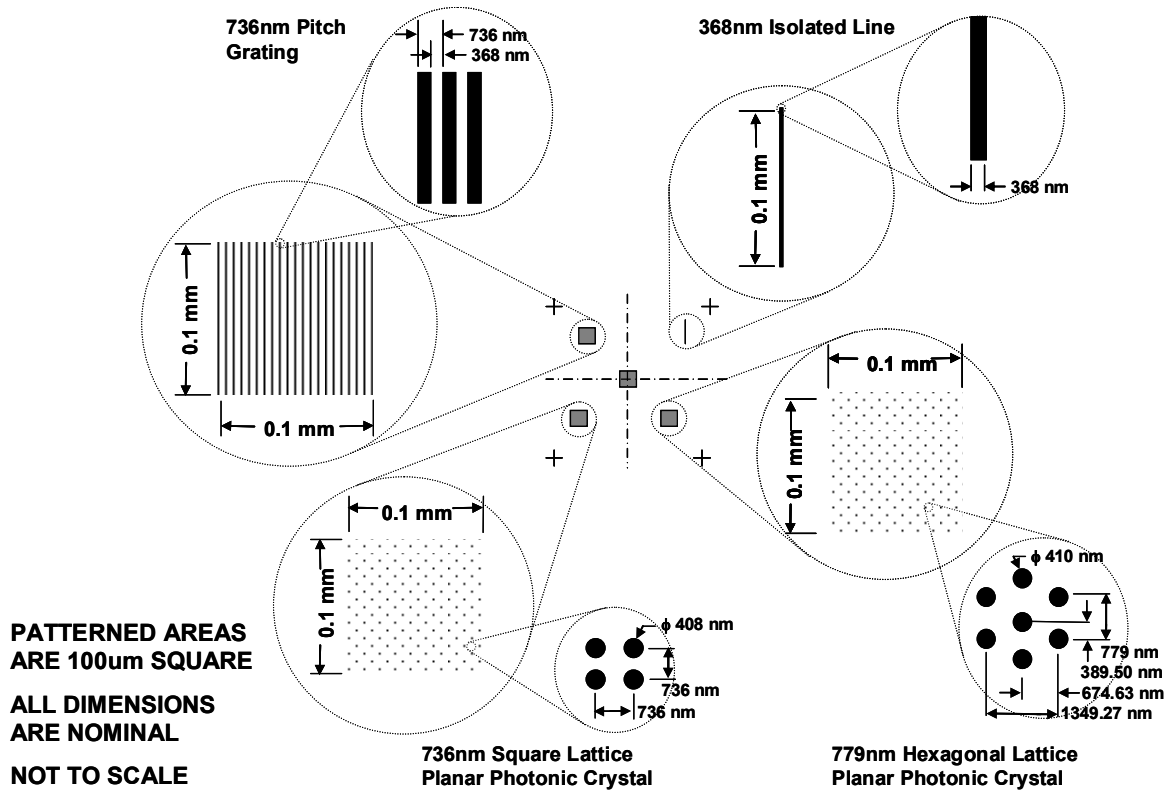 736nm Pitch
Grating
736 nm
368 nm
368nm Isolated Line
0.1 mm
368 nm
0.1 mm
0.1 mm
0.1 mm
0.1 mm
0.1 mm
0.1 mm
ϕ 408 nm
736 nm
736 nm
ϕ 410 nm
779 nm
389.50 nm
674.63 nm
1349.27 nm
PATTERNED AREAS
ARE 100um SQUARE
ALL DIMENSIONS
ARE NOMINAL
NOT TO SCALE
736nm Square Lattice
Planar Photonic Crystal
779nm Hexagonal Lattice
Planar Photonic Crystal